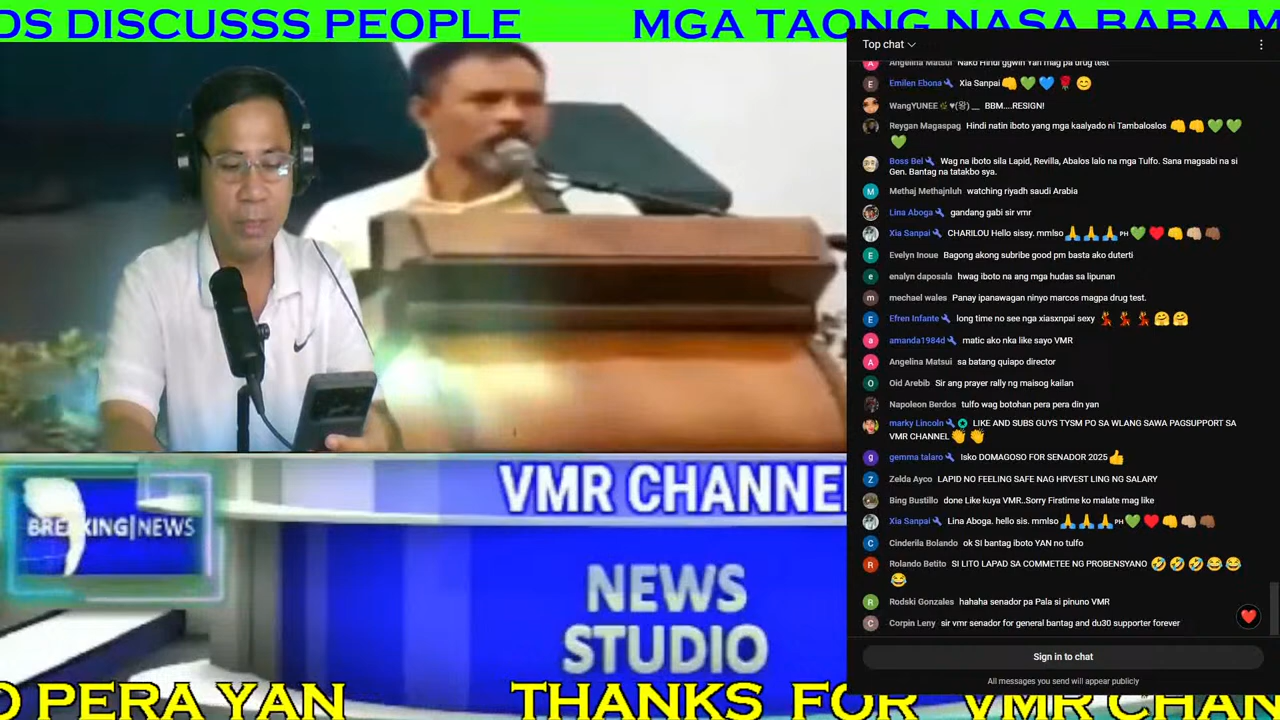 DS DISCUSSS PEOPLE MGA TAONG NASA BABA M
Top chat
Angelina Matsui Nako Hindi ggwin Yan mag pa drug test
Emilen Ebona Xia Sanpai👊💚💙🌹😊
WangYUNEE🌿♥(왕)__ BBM....RESIGN!
Reygan Magaspag Hindi natin iboto yang mga kaalyado ni Tambaloslos 👊👊💚💚
💚
Boss Bel Wag na iboto sila Lapid, Revilla, Abalos lalo na mga Tulfo. Sana magsabi na si
Gen. Bantag na tatakbo sya.
Methaj Methajnluh watching riyadh saudi Arabia
Lina Aboga gandang gabi sir vmr
Xia Sanpai CHARILOU Hello sissy. mmlso🙏🙏🙏🇵🇭💚♥️👊👊🏼👊🏾
Evelyn Inoue Bagong akong subribe good pm basta ako duterti
enalyn daposala hwag iboto na ang mga hudas sa lipunan
mechael wales Panay ipanawagan ninyo marcos magpa drug test.
Efren Infante long time no see nga xiasxnpai sexy 💃💃💃🤗🤗
amanda1984d matic ako nka like sayo VMR
Angelina Matsui sa batang quiapo director
Oid Arebib Sir ang prayer rally ng maisog kailan
Napoleon Berdos tulfo wag botohan pera pera din yan
marky Lincoln LIKE AND SUBS GUYS TYSM PO SA WLANG SAWA PAGSUPPORT SA
VMR CHANNEL👏👏
gemma talaro Isko DOMAGOSO FOR SENADOR 2025👍
Zelda Ayco LAPID NO FEELING SAFE NAG HRVEST LING NG SALARY
Bing Bustillo done Like kuya VMR..Sorry Firstime ko malate mag like
Xia Sanpai Lina Aboga. hello sis. mmlso🙏🙏🙏🇵🇭💚♥️👊👊🏼👊🏾
Cinderila Bolando ok SI bantag iboto YAN no tulfo
Rolando Betito SI LITO LAPAD SA COMMETEE NG PROBENSYANO 🤣🤣🤣😂😂
😂
Rodski Gonzales hahaha senador pa Pala si pinuno VMR
Corpin Leny sir vmr senador for general bantag and du30 supporter forever
Sign in to chat
All messages you send will appear publicly
VMR CHANNE
BREAKING|NEWS
NEWS
STUDIO
O PERA YAN THANKS FOR VMR CHAN